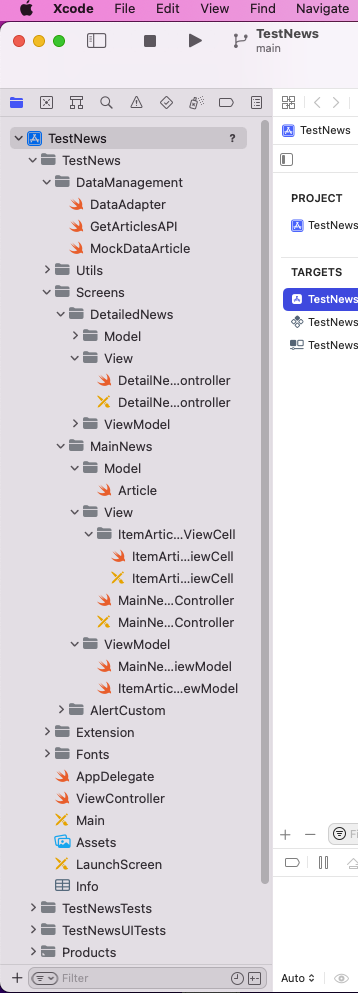 Xcode File Edit View Find Navigate
TestNews
main
TestNews ?
TestNews
DataManagement
DataAdapter
GetArticlesAPI
MockDataArticle
Utils
Screens
DetailedNews
Model
View
DetailNe...ontroller
DetailNe...ontroller
ViewModel
MainNews
Model
Article
View
ItemArtic...ViewCell
ItemArti...iewCell
ItemArti...iewCell
MainNe...Controller
MainNe...Controller
ViewModel
MainNe...iewModel
ItemArtic...ewModel
AlertCustom
Extension
Fonts
AppDelegate
ViewController
Main
Assets
LaunchScreen
Info
TestNewsTests
TestNewsUITests
Products
Filter
TestNews
PROJECT
TestNews
TARGETS
TestNews
TestNews
TestNews
Fi
Auto